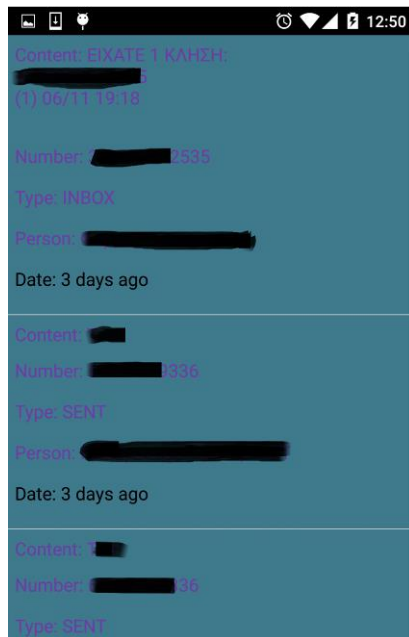 12:50
Content: ΕΙΧΑΤΕ 1 ΚΛΗΣΗ:
(1) 06/11 19:18
Number: 2535
Type: INBOX
Person:
Date: 3 days ago
Content:
Number: 9336
Type: SENT
Person:
Date: 3 days ago
Content:
Number: 36
Type: SENT